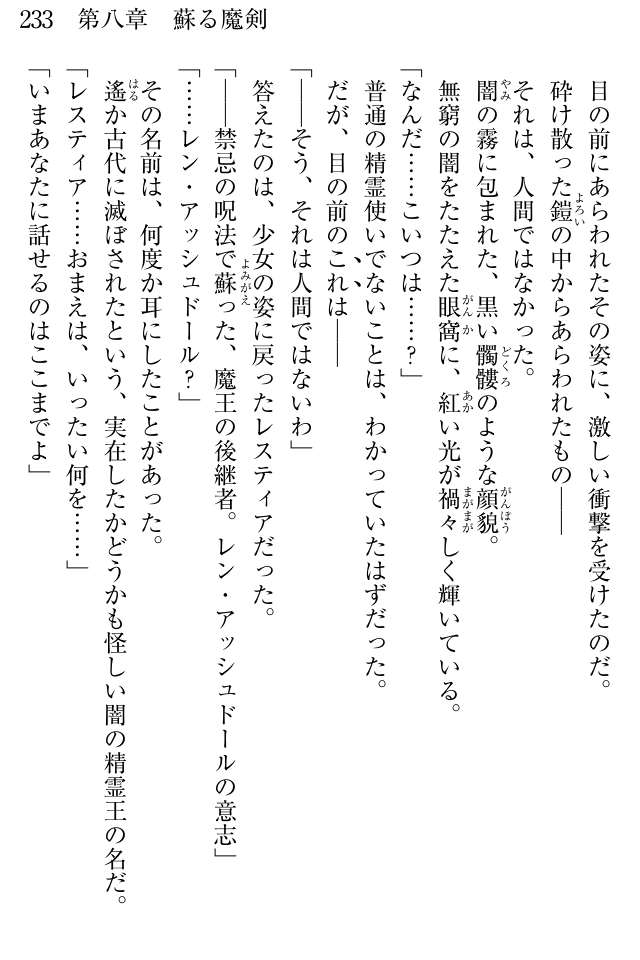 233　第八章　蘇る魔剣
目の前にあらわれたその姿に、激しい衝撃を受けたのだ。
砕け散った鎧の中からあらわれたもの――
それは、人間ではなかった。
闇の霧に包まれた、黒い髑髏のような顔貌。
無窮の闇をたたえた眼窩に、紅い光が禍々しく輝いている。
「なんだ……こいつは……？」
普通の精霊使いでないことは、わかっていたはずだった。
だが、目の前のこれは――
「――そう、それは人間ではないわ」
答えたのは、少女の姿に戻ったレスティアだった。
「――禁忌の呪法で蘇った、魔王の後継者。レン・アッシュドールの意志」
「……レン・アッシュドール？」
その名前は、何度か耳にしたことがあった。
遙か古代に滅ぼされたという、実在したかどうかも怪しい闇の精霊王の名だ。
「レスティア……おまえは、いったい何を……」
「いまあなたに話せるのはここまでよ」